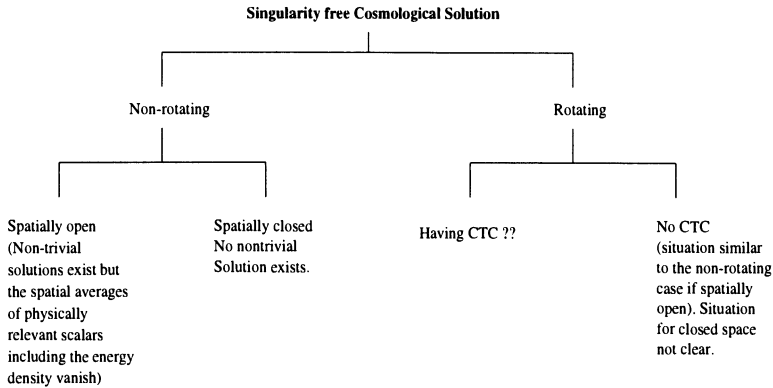 Singularity free Cosmological Solution
Non-rotating
Rotating
Spatially open
(Non-trivial
solutions exist but
the spatial averages
of physically
relevant scalars
including the energy
density vanish)
Spatially closed
No nontrivial
Solution exists.
Having CTC ??
No CTC
(situation similar
to the non-rotating
case if spatially
open). Situation
for closed space
not clear.